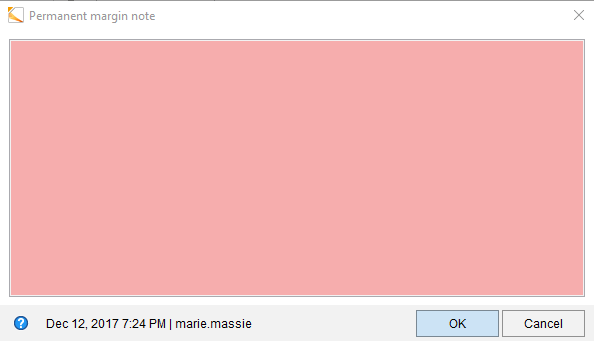 Permanent margin note
Dec 12, 2017 7:24 PM | marie.massie
OK
Cancel